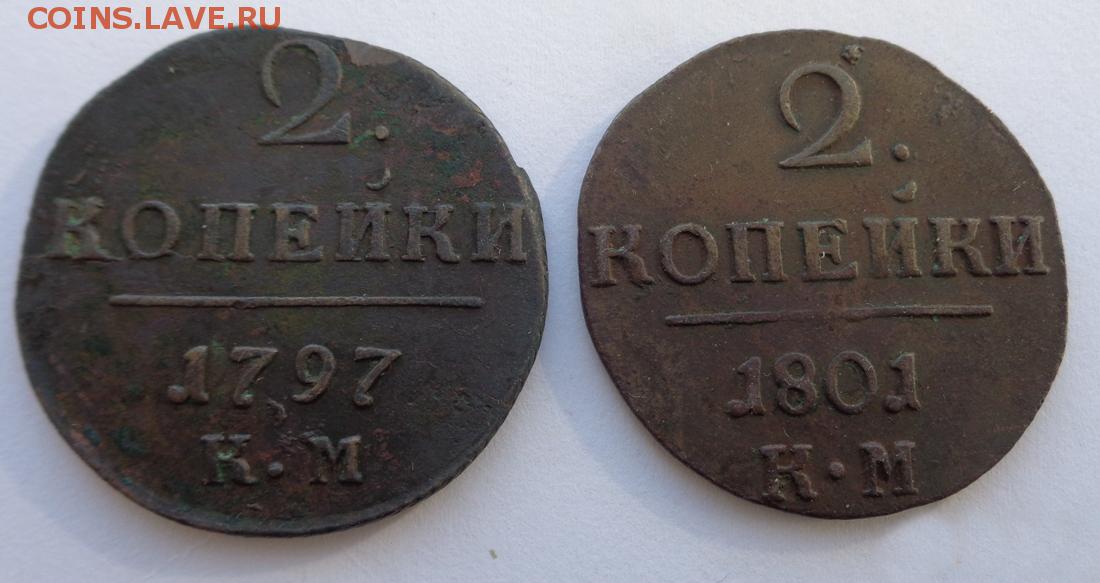 COINS.LAVE.RU
2.
КОПЕЙКИ
1797
К·М
2.
КОПЕЙКИ
1801
К·М